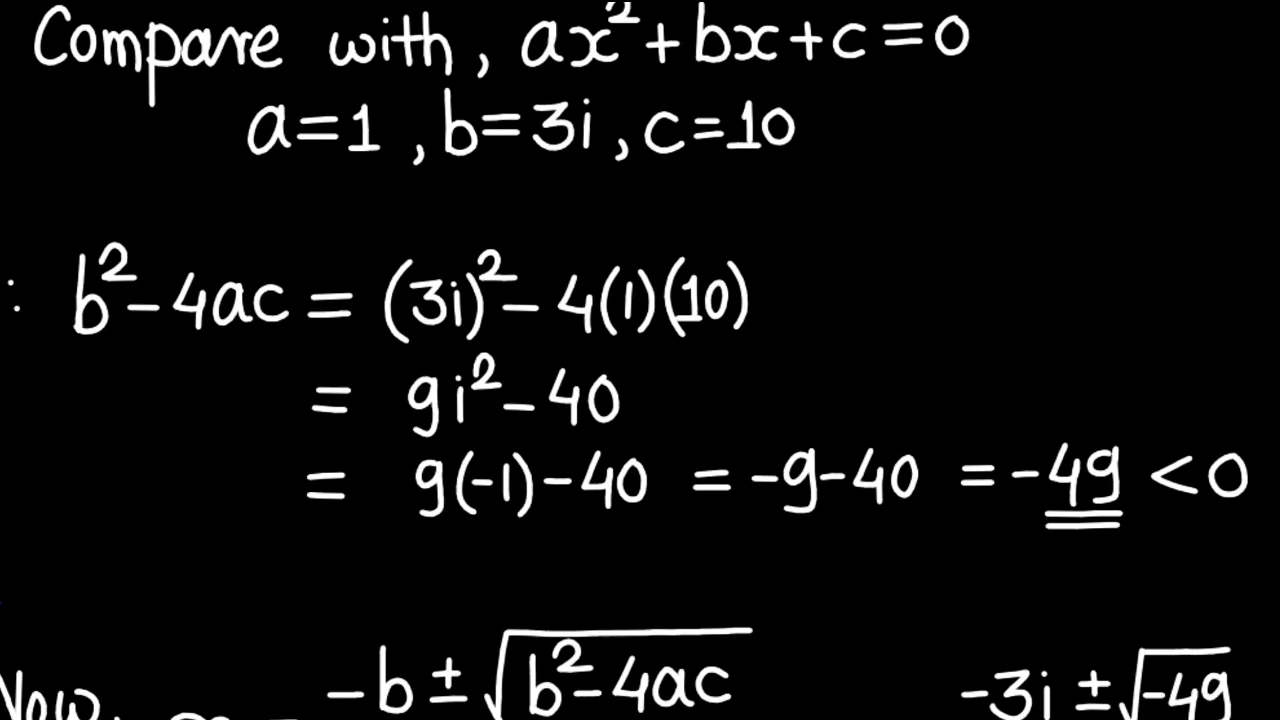 Compare with, ax² + bx + c = 0
a = 1 , b = 3i , c = 10
: b² - 4ac = (3i)² - 4(1)(10)
= 9i² - 40
= 9(-1) - 40 = -9 - 40 = -49 < 0
Now, = -b ± √b² - 4ac -3i ± √-49